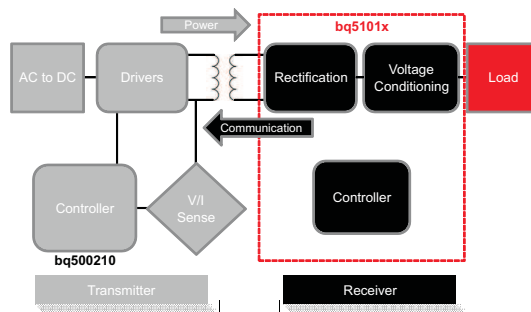 Power
bq5101x
AC to DC
Drivers
Rectification
Voltage
Conditioning
Load
Communication
Controller
V/I
Sense
Controller
bq500210
Transmitter
Receiver